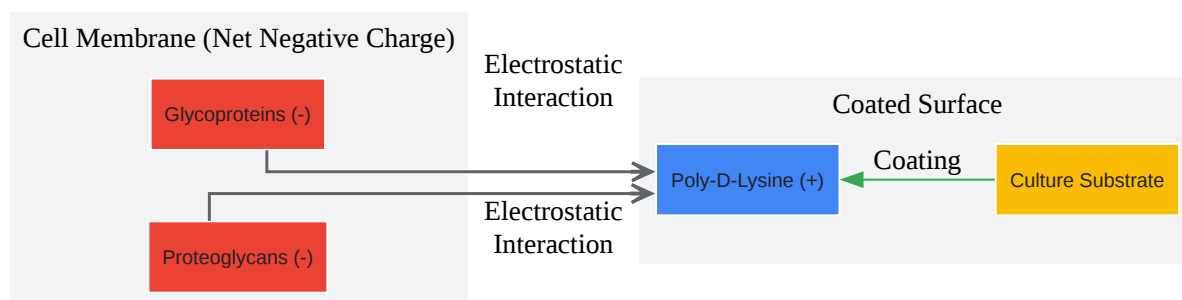 Cell Membrane (Net Negative Charge)
Glycoproteins (-)
Proteoglycans (-)
Electrostatic
Interaction
Electrostatic
Interaction
Coated Surface
Poly-D-Lysine (+)
Coating
Culture Substrate